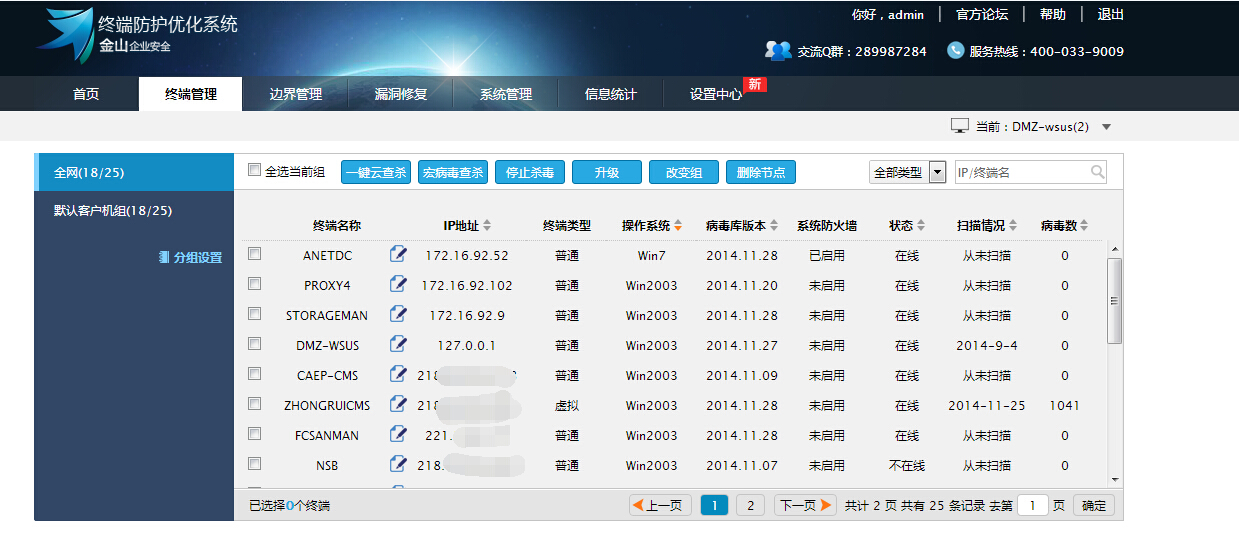 终端防护优化系统
金山企业安全
你好，admin | 官方论坛 | 帮助 | 退出
交流Q群：289987284 服务热线：400-033-9009
首页 终端管理 边界管理 漏洞修复 系统管理 信息统计 设置中心 新
当前：DMZ-wsus(2)
全网(18/25)
默认客户机组(18/25)
分组设置
全选当前组 一键云查杀 宏病毒查杀 停止杀毒 升级 改变组 删除节点 全部类型 IP/终端名
终端名称 IP地址 终端类型 操作系统 病毒库版本 系统防火墙 状态 扫描情况 病毒数
ANETDC 172.16.92.52 普通 Win7 2014.11.28 已启用 在线 从未扫描 0
PROXY4 172.16.92.102 普通 Win2003 2014.11.20 未启用 在线 从未扫描 0
STORAGEMAN 172.16.92.9 普通 Win2003 2014.11.28 未启用 在线 从未扫描 0
DMZ-WSUS 127.0.0.1 普通 Win2003 2014.11.27 未启用 在线 2014-9-4 0
CAEP-CMS 218 普通 Win2003 2014.11.09 未启用 在线 从未扫描 0
ZHONGRUICMS 218 虚拟 Win2003 2014.11.28 未启用 在线 2014-11-25 1041
FCSANMAN 221. 普通 Win2003 2014.11.28 未启用 在线 从未扫描 0
NSB 218. 普通 Win2003 2014.11.07 未启用 不在线 从未扫描 0
已选择0个终端 上一页 1 2 下一页 共计 2 页 共有 25 条记录 去第 1 页 确定